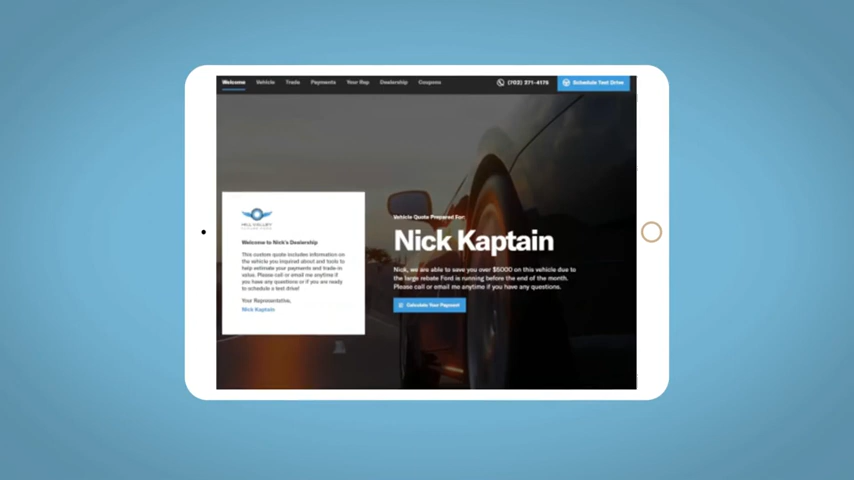 Welcome Vehicle Trade Payments Your Rep Dealership Coupons (702) 271-4175 Schedule Test Drive
HILL VALLEY
Welcome to Nick's Dealership
This custom quote includes information on
the vehicle you inquired about and tools to
help estimate your payments and trade-in
value. Please call or email me anytime if
you have any questions or if you are ready
to schedule a test drive!
Your Representative,
Nick Kaptain
Vehicle Quote Prepared For:
Nick Kaptain
Nick, we are able to save you over $6000 on this vehicle due to
the large rebate Ford is running before the end of the month.
Please call or email me anytime if you have any questions.
Calculate Your Payment